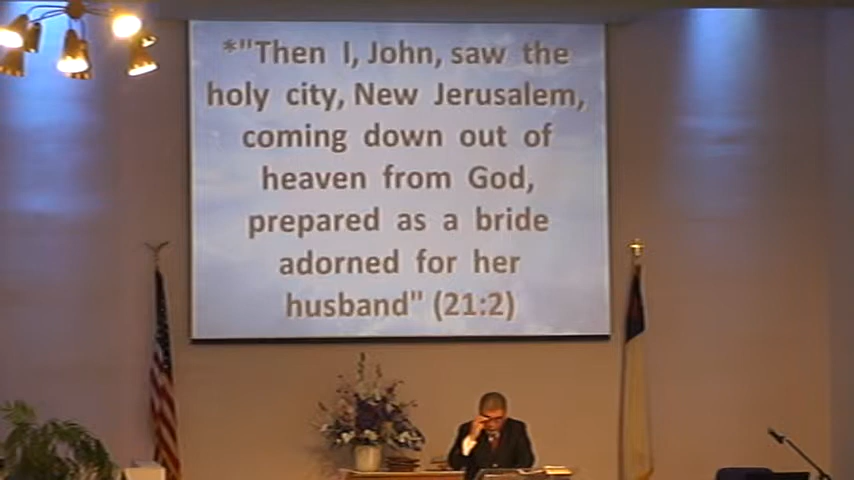 *"Then I, John, saw the
holy city, New Jerusalem,
coming down out of
heaven from God,
prepared as a bride
adorned for her
husband" (21:2)